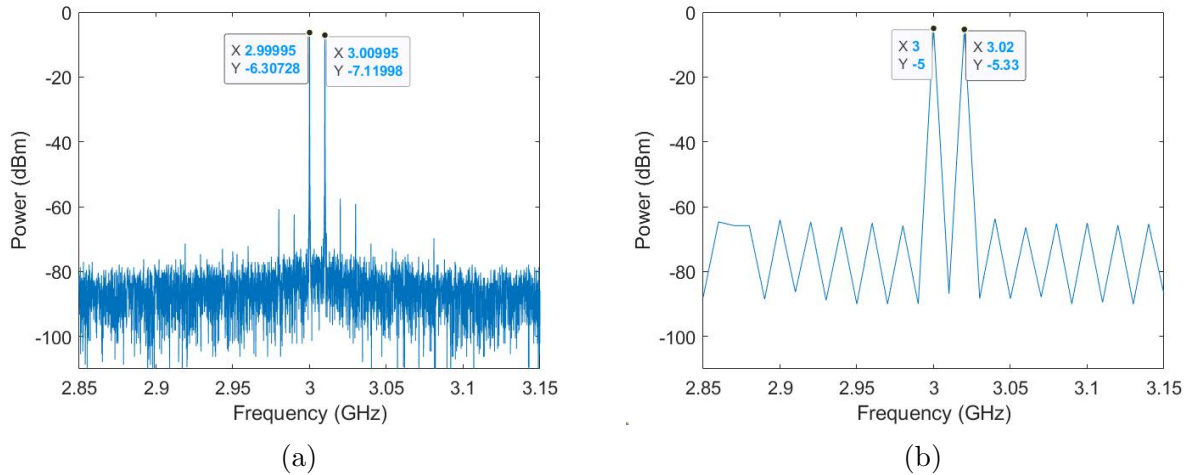 0
-20
-40
-60
-80
-100
Power (dBm)
2.85
2.9
2.95
3
3.05
3.1
3.15
Frequency (GHz)
X 2.99995
Y -6.30728
X 3.00995
Y -7.11998
(a)
0
-20
-40
-60
-80
-100
Power (dBm)
2.85
2.9
2.95
3
3.05
3.1
3.15
Frequency (GHz)
X 3
Y -5
X 3.02
Y -5.33
(b)